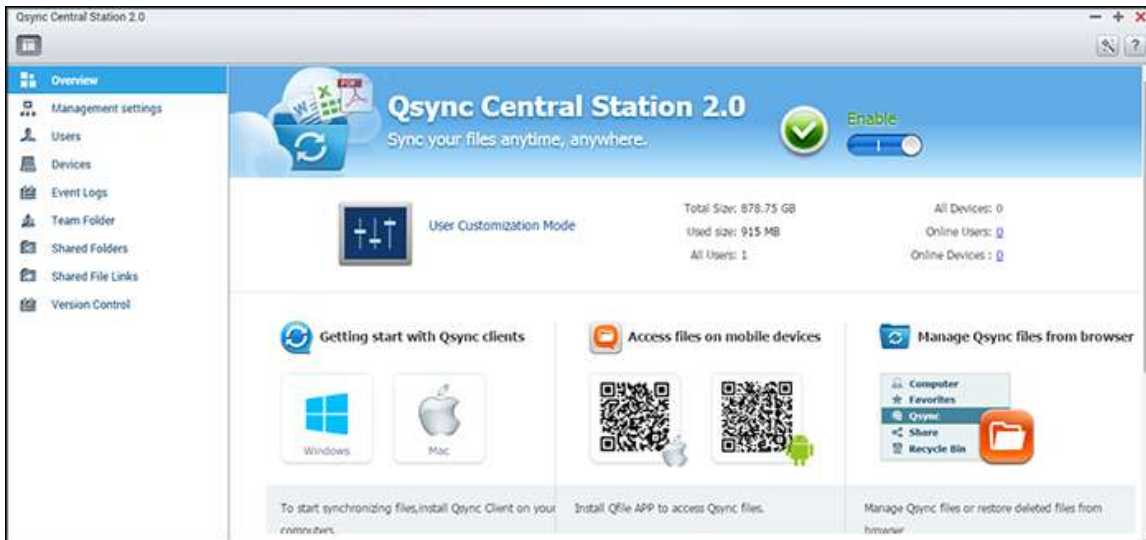 Qsync Central Station 2.0
Overview
Management settings
Users
Devices
Event Logs
Team Folder
Shared Folders
Shared File Links
Version Control
Qsync Central Station 2.0
Sync your files anytime, anywhere.
Enable
User Customization Mode
Total Size: 878.75 GB
Used size: 915 MB
All Users: 1
All Devices: 0
Online Users: 0
Online Devices : 0
Getting start with Qsync clients
Windows
Mac
To start synchronizing files,install Qsync Client on your
computers.
Access files on mobile devices
Install Qfile APP to access Qsync files.
Manage Qsync files from browser
Computer
Favorites
Qsync
Share
Recycle Bin
Manage Qsync files or restore deleted files from
browser